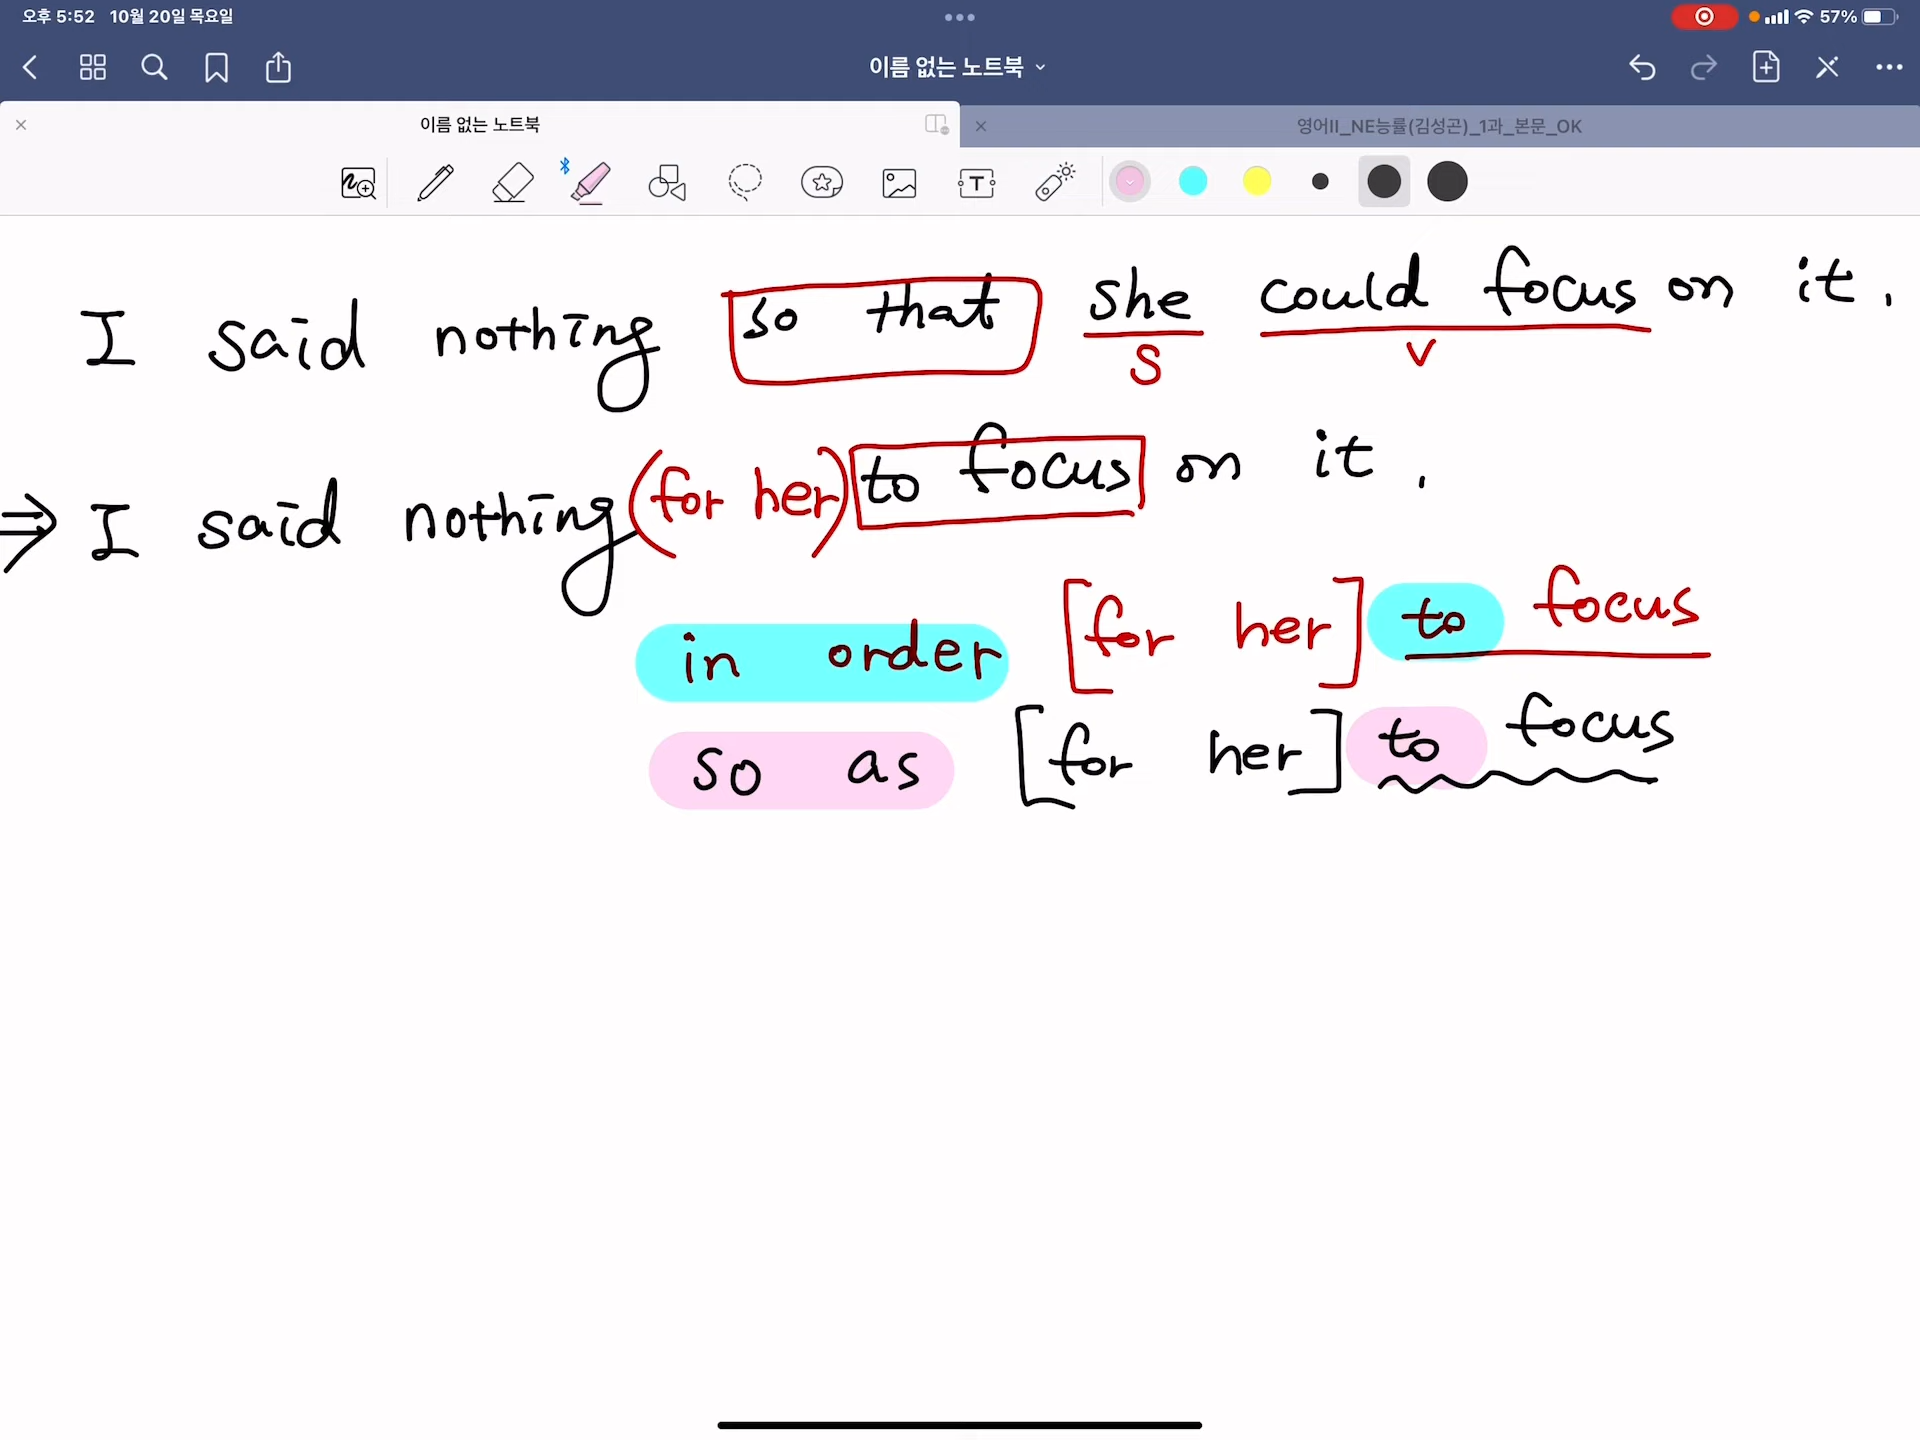 오후 5:52 10월 20일 목요일
57%
이름 없는 노트북
이름 없는 노트북
영어II_NE능률(김성곤)_1과_본문_OK
I said nothing so that she could focus on it.
S V
⇒ I said nothing (for her) to focus on it.
in order [for her] to focus
so as [for her] to focus